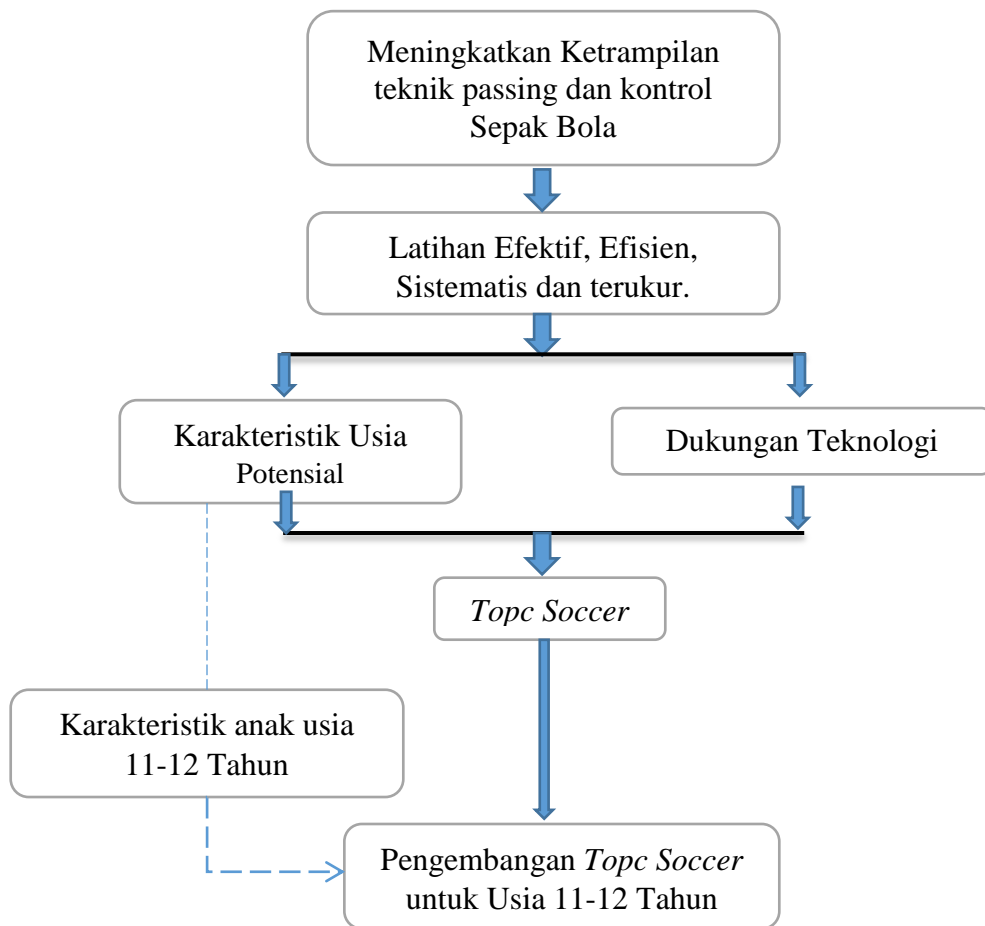 Meningkatkan Ketrampilan
teknik passing dan kontrol
Sepak Bola
Latihan Efektif, Efisien,
Sistematis dan terukur.
Karakteristik Usia
Potensial
Dukungan Teknologi
Topc Soccer
Karakteristik anak usia
11-12 Tahun
Pengembangan Topc Soccer
untuk Usia 11-12 Tahun